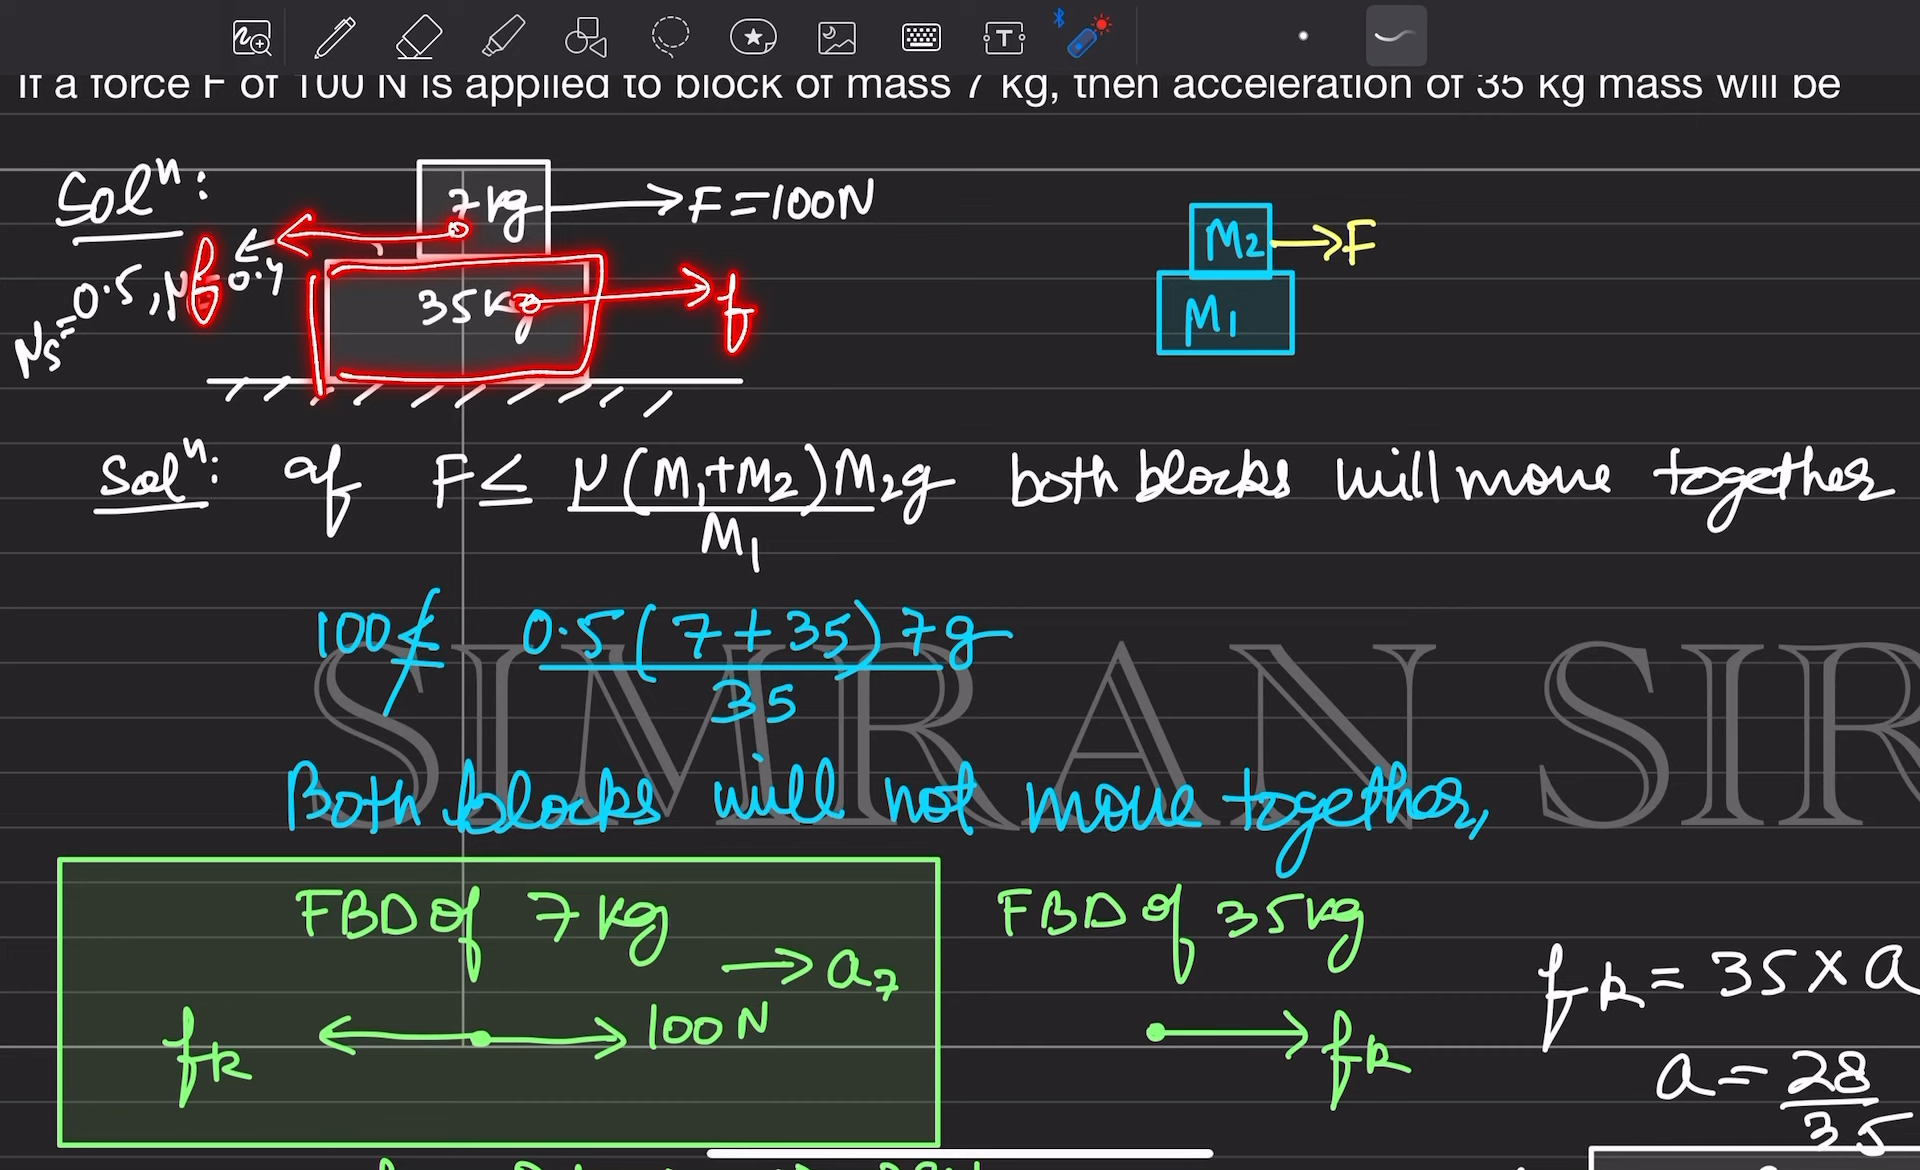 If a force F of 100 N is applied to block of mass 7 kg, then acceleration of 35 kg mass will be
Solⁿ:
7kg
F=100N
M2
F
μs=0.5, μ
f
0.4
35kg
f
M1
Solⁿ: If F ≤ μ(M1+M2)M2g / M1 both blocks will move together
100 ≰ 0.5(7+35)7g / 35
SIMRAN SIR
Both blocks will not move together,
FBD of 7 kg
a7
fk
100N
FBD of 35kg
fk
fk = 35 × a
a = 28 / 35